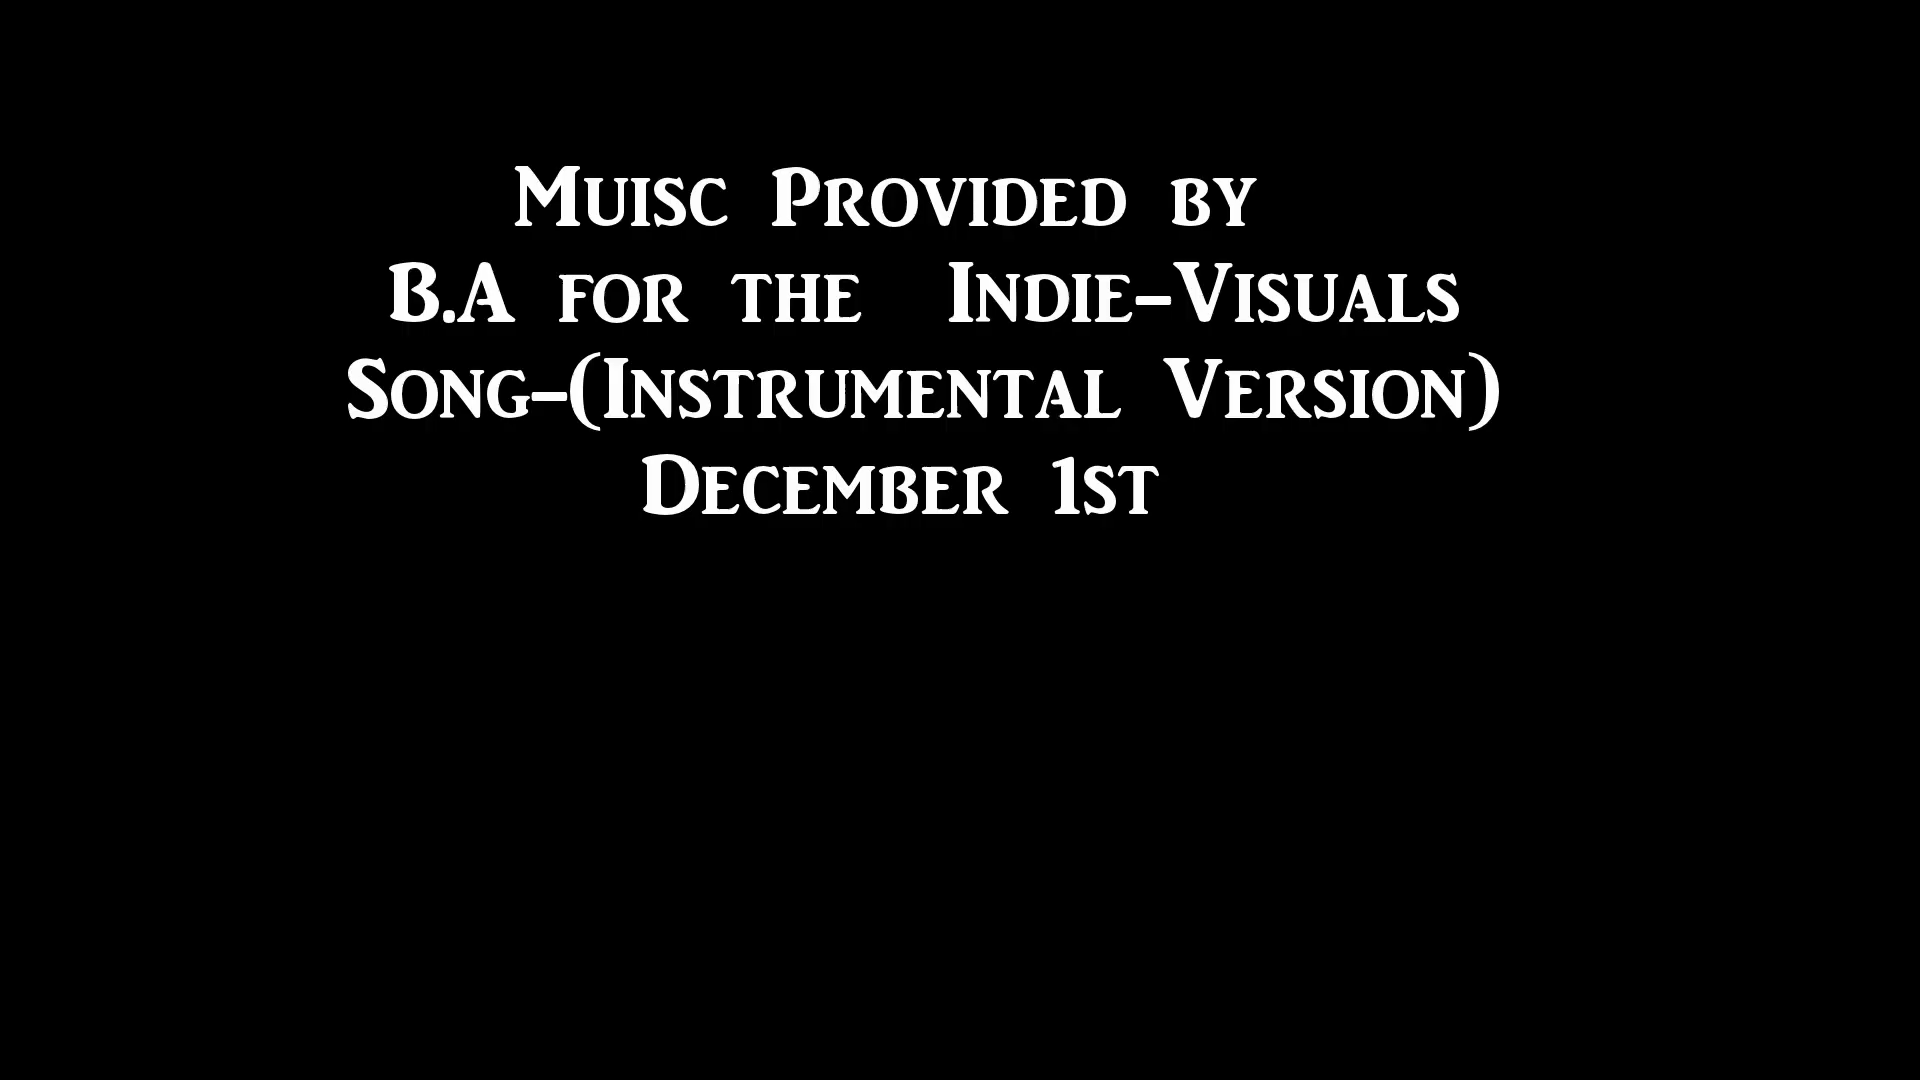 Muisc Provided by
B.A for the Indie-Visuals
Song-(Instrumental Version)
December 1st